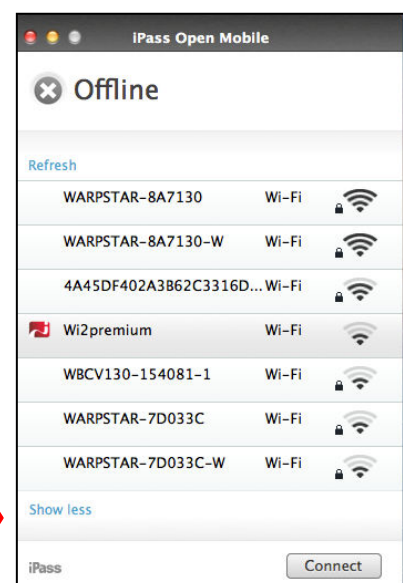 iPass Open Mobile
Offline
Refresh
WARPSTAR-8A7130 Wi-Fi
WARPSTAR-8A7130-W Wi-Fi
4A45DF402A3B62C3316D... Wi-Fi
Wi2premium Wi-Fi
WBCV130-154081-1 Wi-Fi
WARPSTAR-7D033C Wi-Fi
WARPSTAR-7D033C-W Wi-Fi
Show less
iPass Connect